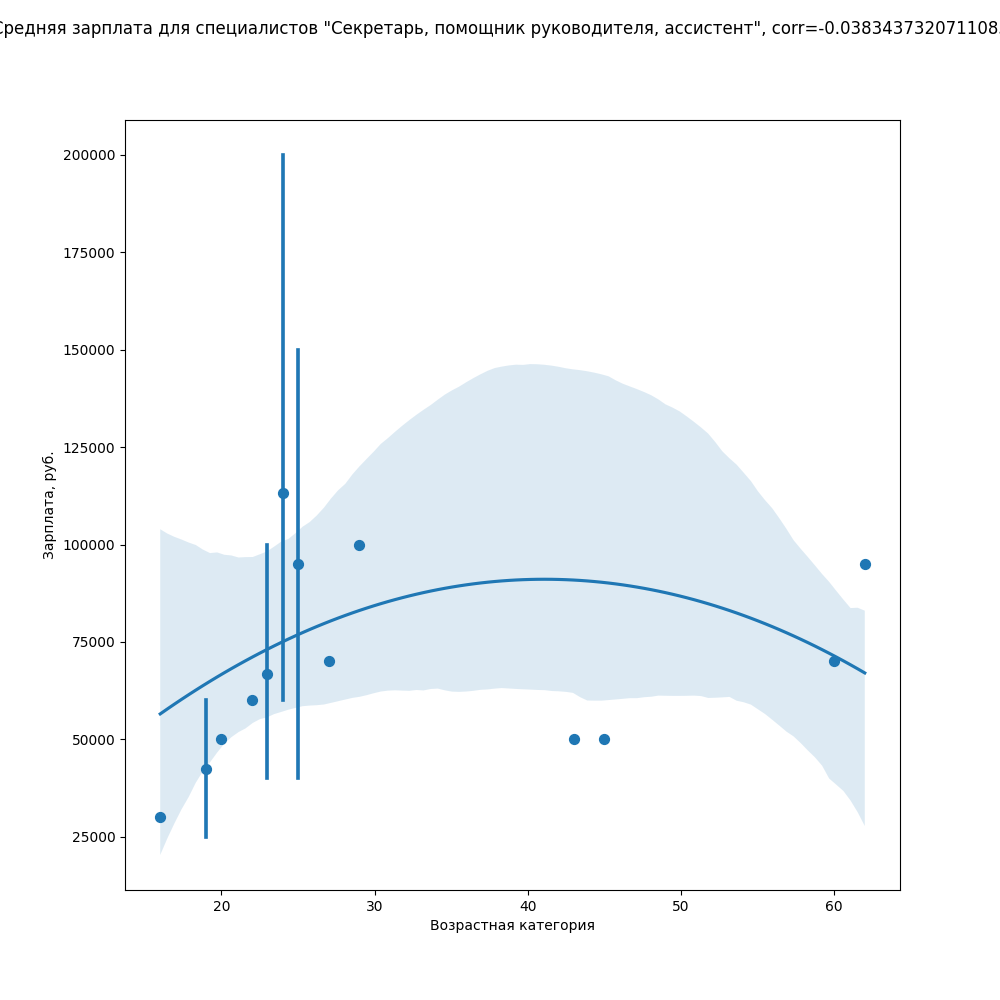 Средняя зарплата для специалистов "Секретарь, помощник руководителя, ассистент", corr=-0.038343732071108
200000
175000
150000
125000
100000
75000
50000
25000
Зарплата, руб.
20 30 40 50 60
Возрастная категория